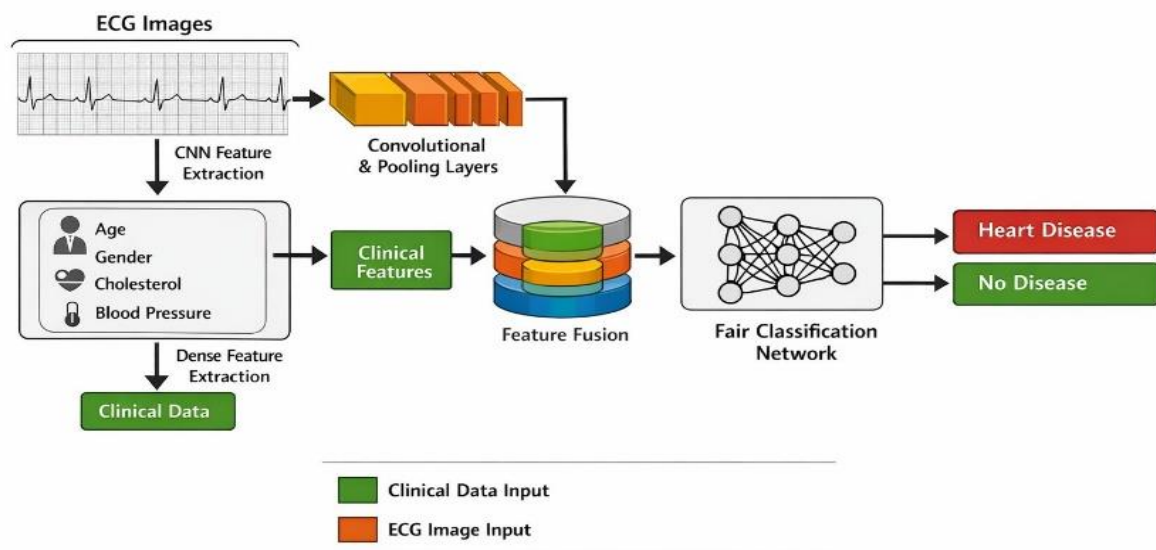 ECG Images
CNN Feature
Extraction
Convolutional
& Pooling Layers
Age
Gender
Cholesterol
Blood Pressure
Clinical
Features
Feature Fusion
Fair Classification
Network
Heart Disease
No Disease
Dense Feature
Extraction
Clinical Data
Clinical Data Input
ECG Image Input